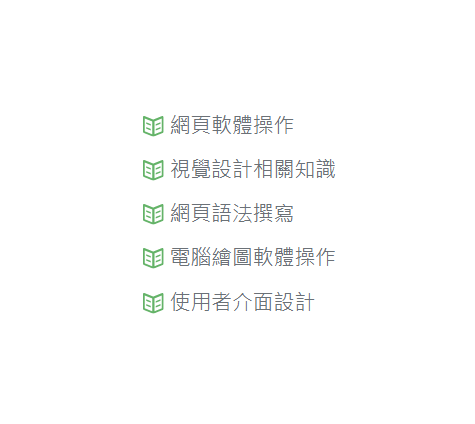 網頁軟體操作
視覺設計相關知識
網頁語法撰寫
電腦繪圖軟體操作
使用者介面設計